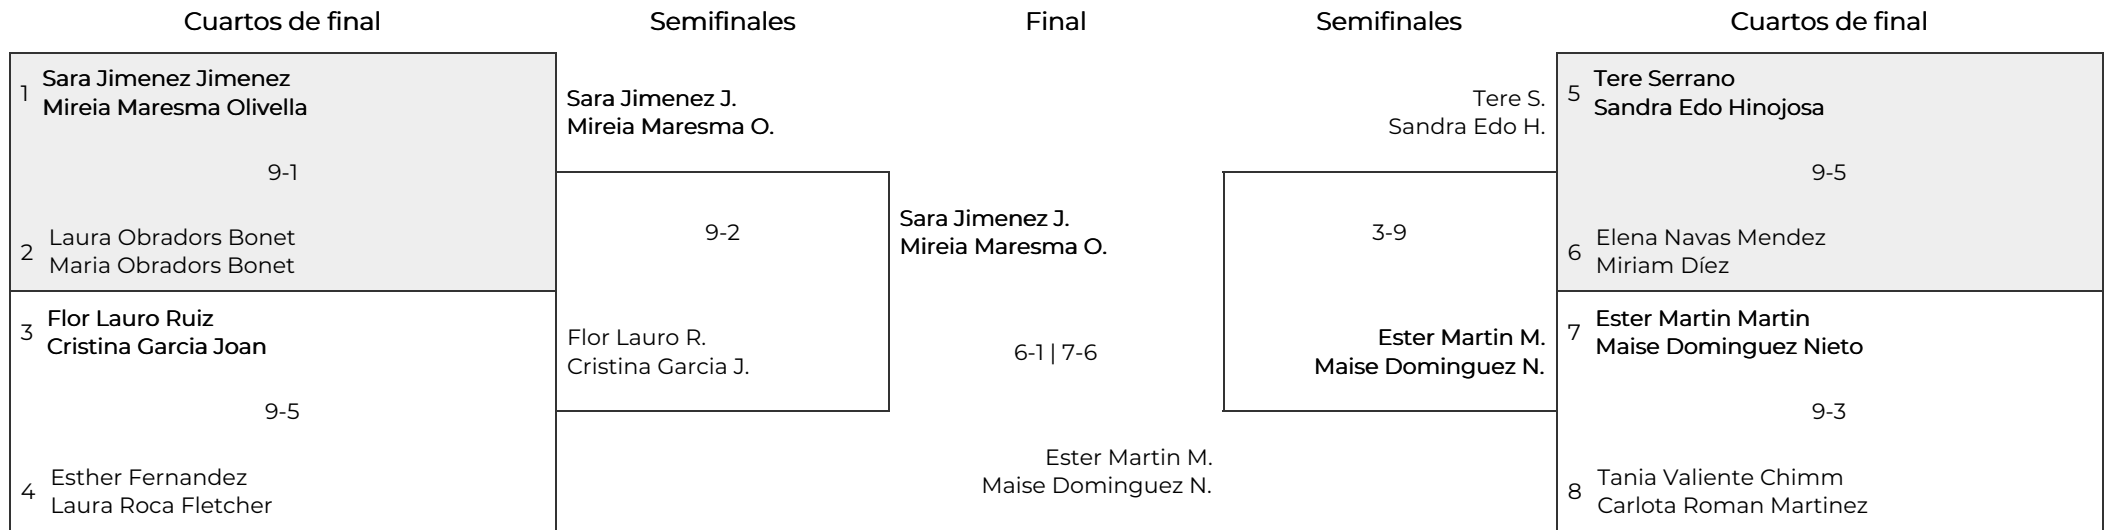 Cuartos de final
Semifinales
Final
Semifinales
Cuartos de final
1
Sara Jimenez Jimenez
Mireia Maresma Olivella
9-1
2
Laura Obradors Bonet
Maria Obradors Bonet
3
Flor Lauro Ruiz
Cristina Garcia Joan
9-5
4
Esther Fernandez
Laura Roca Fletcher
Sara Jimenez J.
Mireia Maresma O.
9-2
Flor Lauro R.
Cristina Garcia J.
Sara Jimenez J.
Mireia Maresma O.
6-1 | 7-6
Ester Martin M.
Maise Dominguez N.
Tere S.
Sandra Edo H.
3-9
Ester Martin M.
Maise Dominguez N.
5
Tere Serrano
Sandra Edo Hinojosa
9-5
6
Elena Navas Mendez
Miriam Díez
7
Ester Martin Martin
Maise Dominguez Nieto
9-3
8
Tania Valiente Chimm
Carlota Roman Martinez